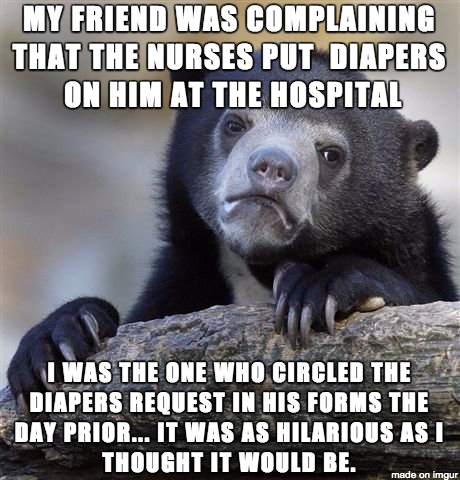 MY FRIEND WAS COMPLAINING
THAT THE NURSES PUT DIAPERS
ON HIM AT THE HOSPITAL
I WAS THE ONE WHO CIRCLED THE
DIAPERS REQUEST IN HIS FORMS THE
DAY PRIOR... IT WAS AS HILARIOUS AS I
THOUGHT IT WOULD BE.
made on imgur